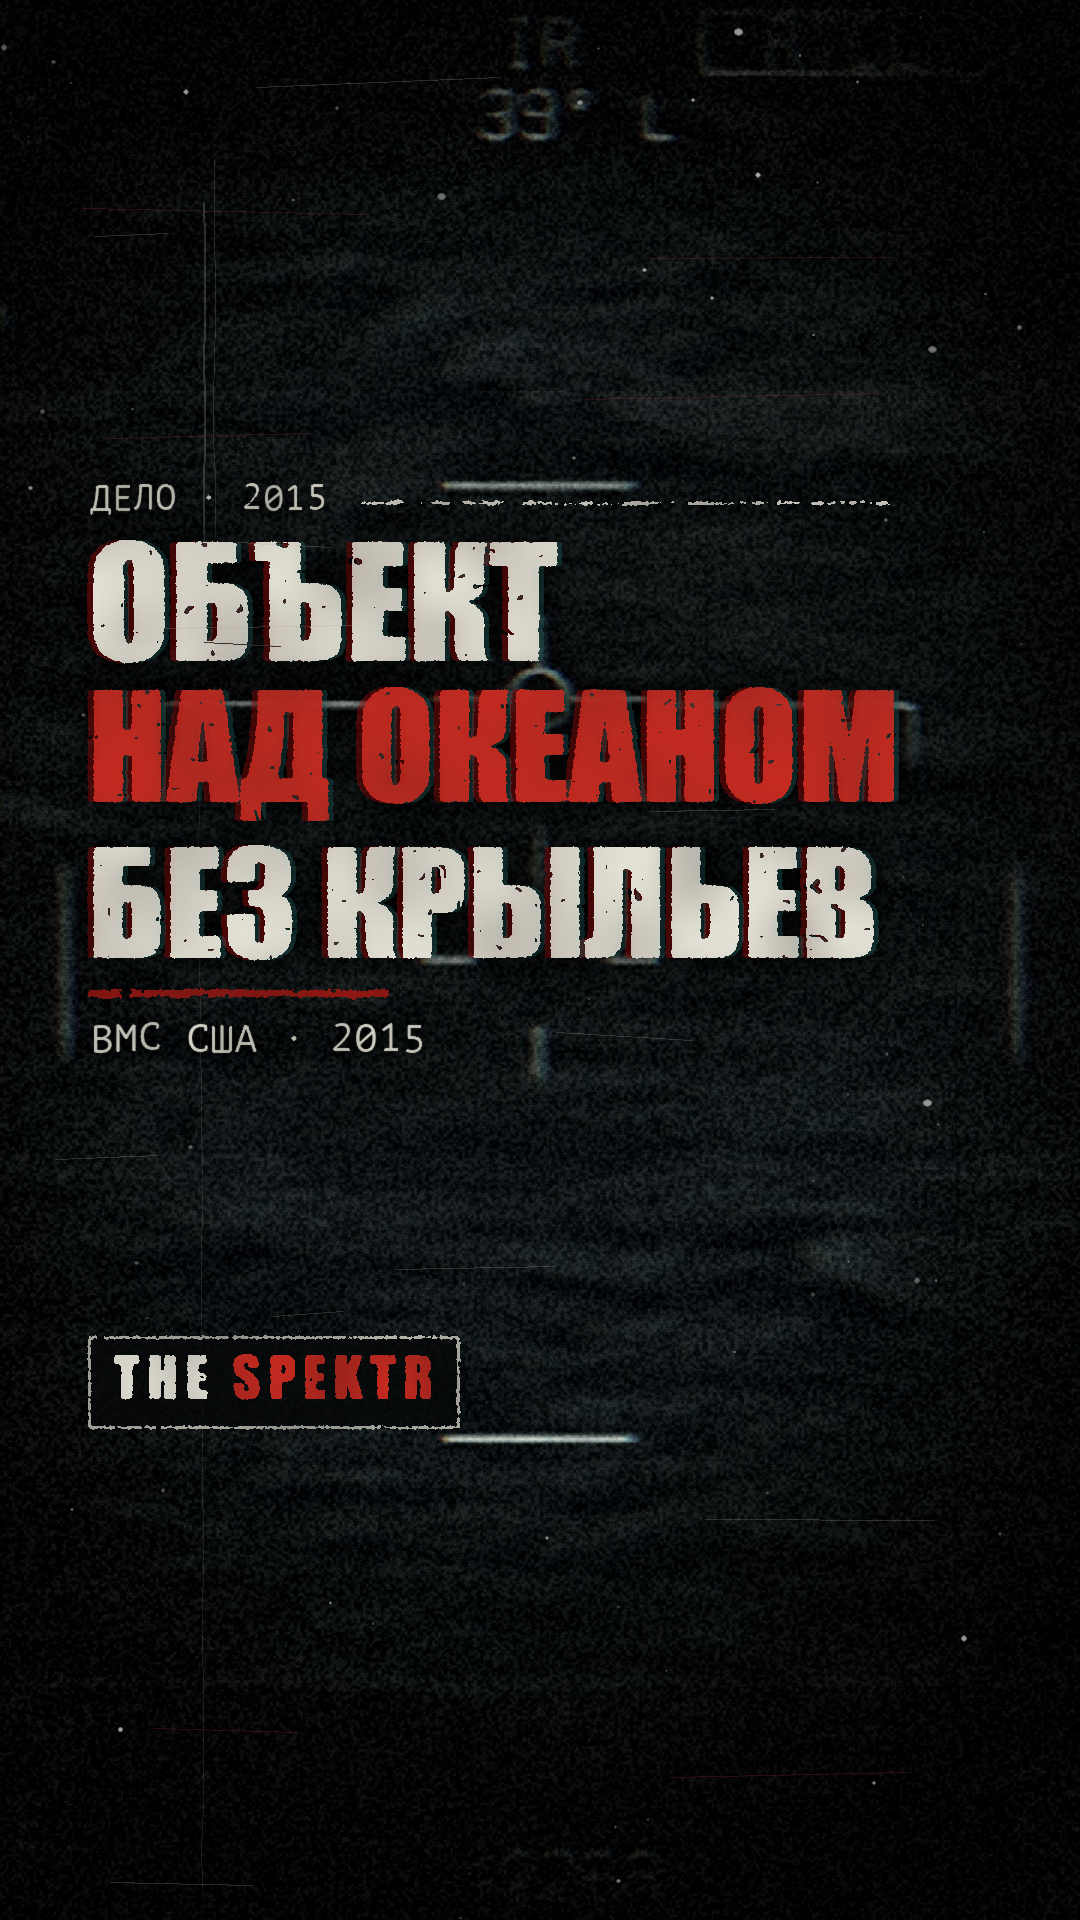 IR
39° L
ДЕЛО · 2015
ОБЪЕКТ
НАД ОКЕАНОМ
БЕЗ КРЫЛЬЕВ
ВМС США · 2015
THE SPEKTR